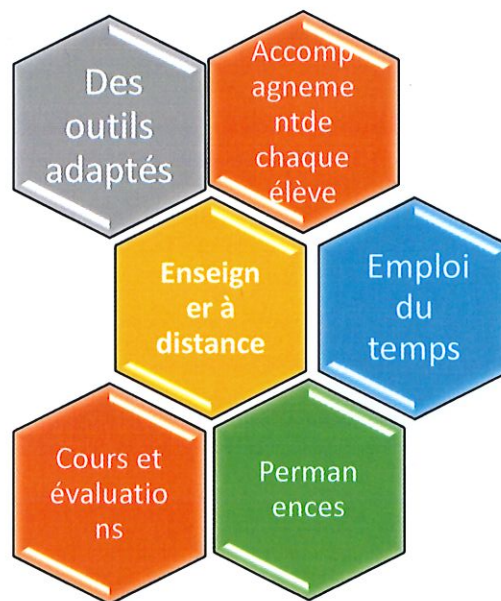 Des
outils
adaptés
Accomp
agneme
ntde
chaque
élève
Enseign
er à
distance
Emploi
du
temps
Cours et
évaluatio
ns
Perman
ences